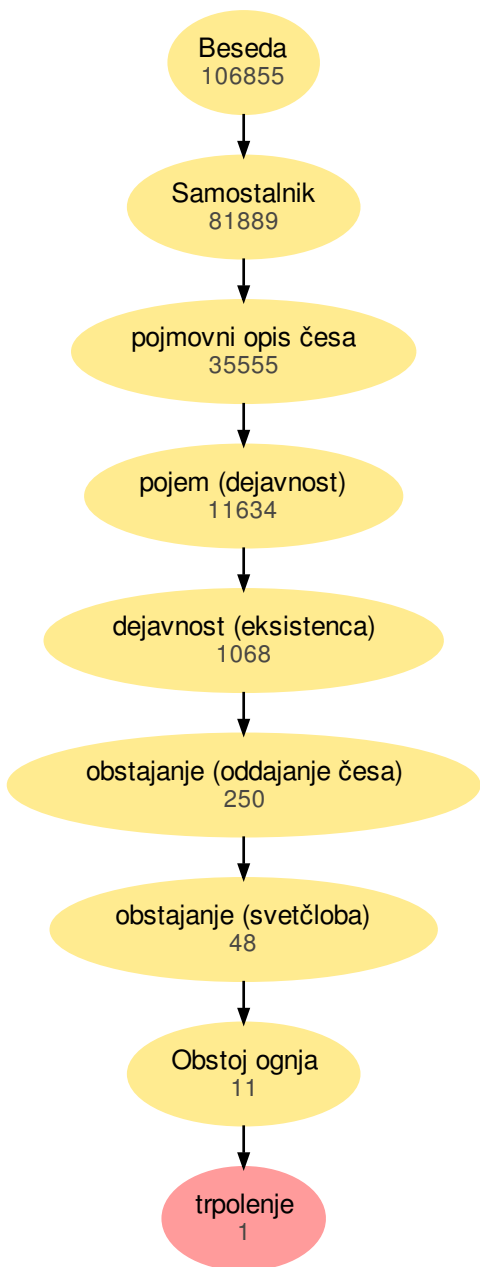 Beseda
106855
Samostalnik
81889
pojmovni opis česa
35555
pojem (dejavnost)
11634
dejavnost (eksistenca)
1068
obstajanje (oddajanje česa)
250
obstajanje (svetčloba)
48
Obstoj ognja
11
trpolenje
1